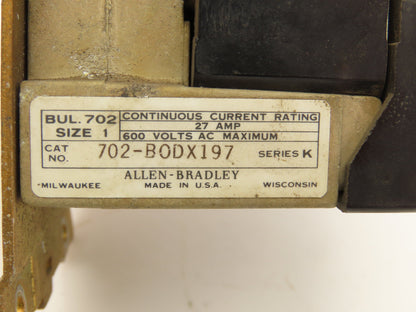 BUL. 702 CONTINUOUS CURRENT RATING
27 AMP
SIZE 1 600 VOLTS AC MAXIMUM
CAT NO. 702-BODX197 SERIES K
ALLEN-BRADLEY
MILWAUKEE MADE IN U.S.A. WISCONSIN